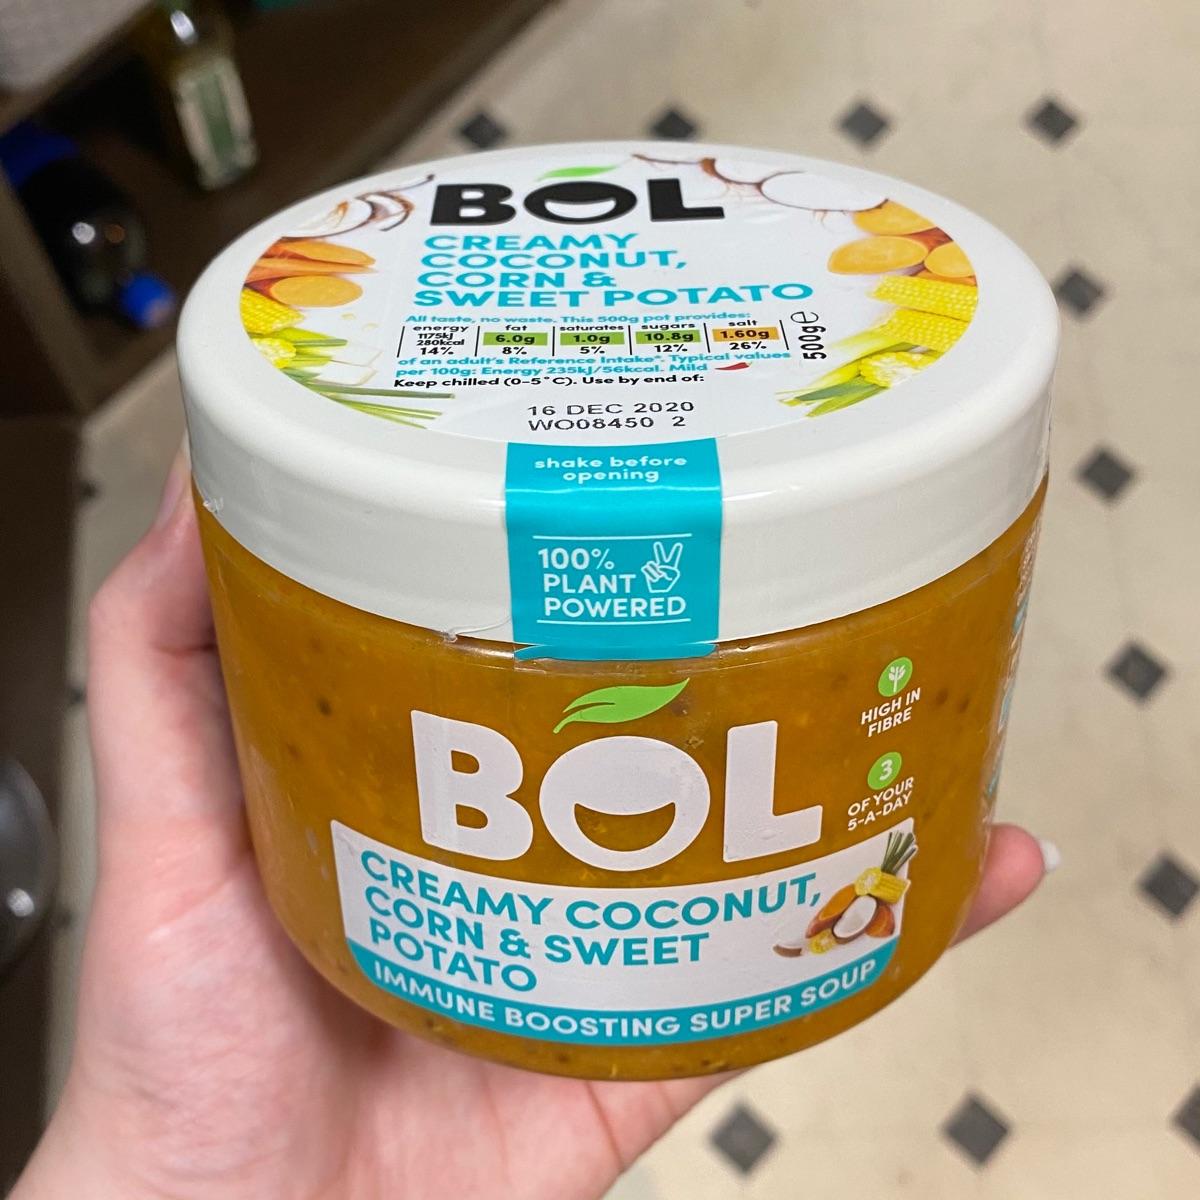 BOL
CREAMY
COCONUT,
CORN &
SWEET POTATO
All taste, no waste. This 500g pot provides:
energy fat saturates sugars salt
1175kJ 6.0g 1.0g 10.8g 1.60g
280kcal
14% 8% 5% 12% 26%
of an adult's Reference Intake*. Typical values
per 100g: Energy 235kJ/56kcal. Mild
Keep chilled (0-5°C). Use by end of:
500g℮
16 DEC 2020
WO08450 2
shake before
opening
100%
PLANT
POWERED
BOL
HIGH IN
FIBRE
3
OF YOUR
5-A-DAY
CREAMY COCONUT,
CORN & SWEET
POTATO
IMMUNE BOOSTING SUPER SOUP